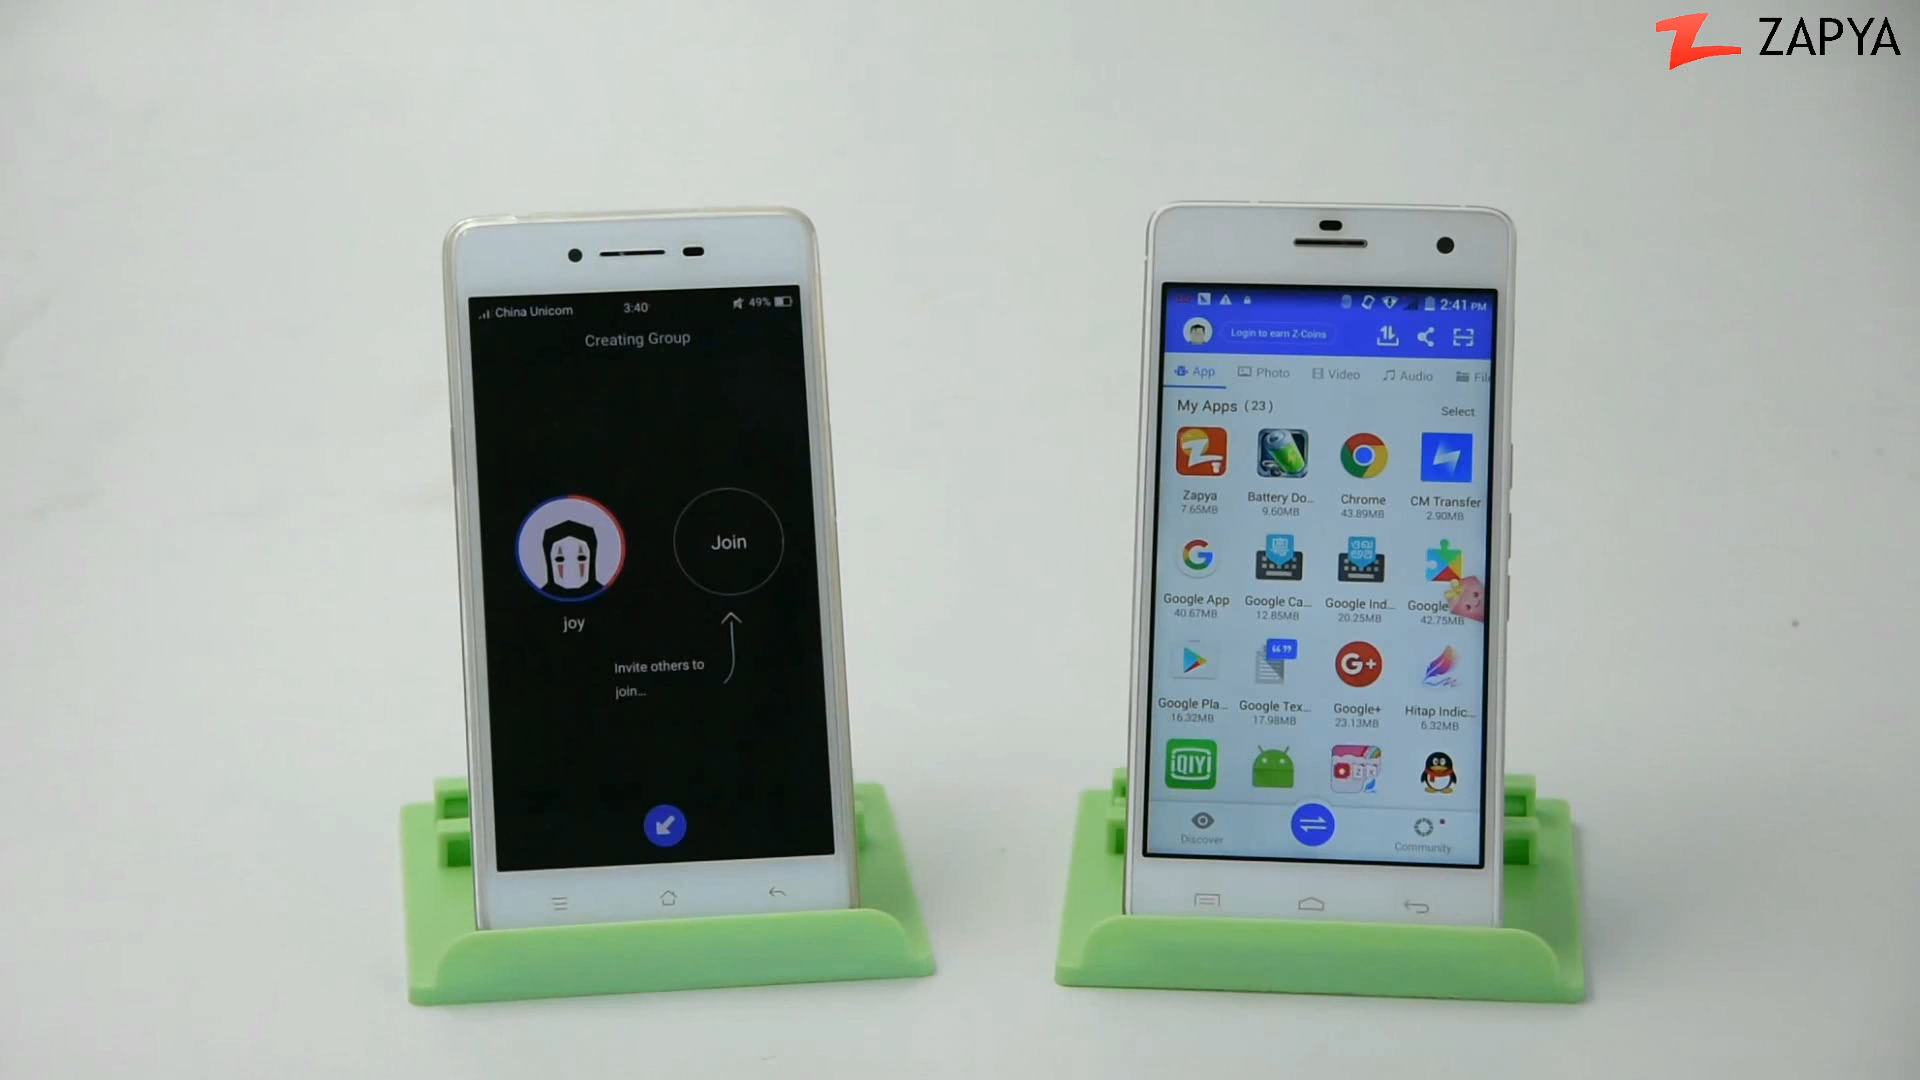 ZAPYA
China Unicom 3:40 49%
Creating Group
Join
joy
Invite others to
join...
2:41 PM
Login to earn Z-Coins
App Photo Video Audio File
My Apps (23) Select
Zapya Battery Do... Chrome CM Transfer
7.65MB 9.60MB 43.89MB 2.90MB
Google App Google Ca... Google Ind... Google
40.67MB 12.85MB 20.25MB 42.75MB
G+
Google Pla... Google Tex... Google+ Hitap Indic...
16.32MB 17.98MB 23.13MB 6.32MB
iQIYI
Discover Community